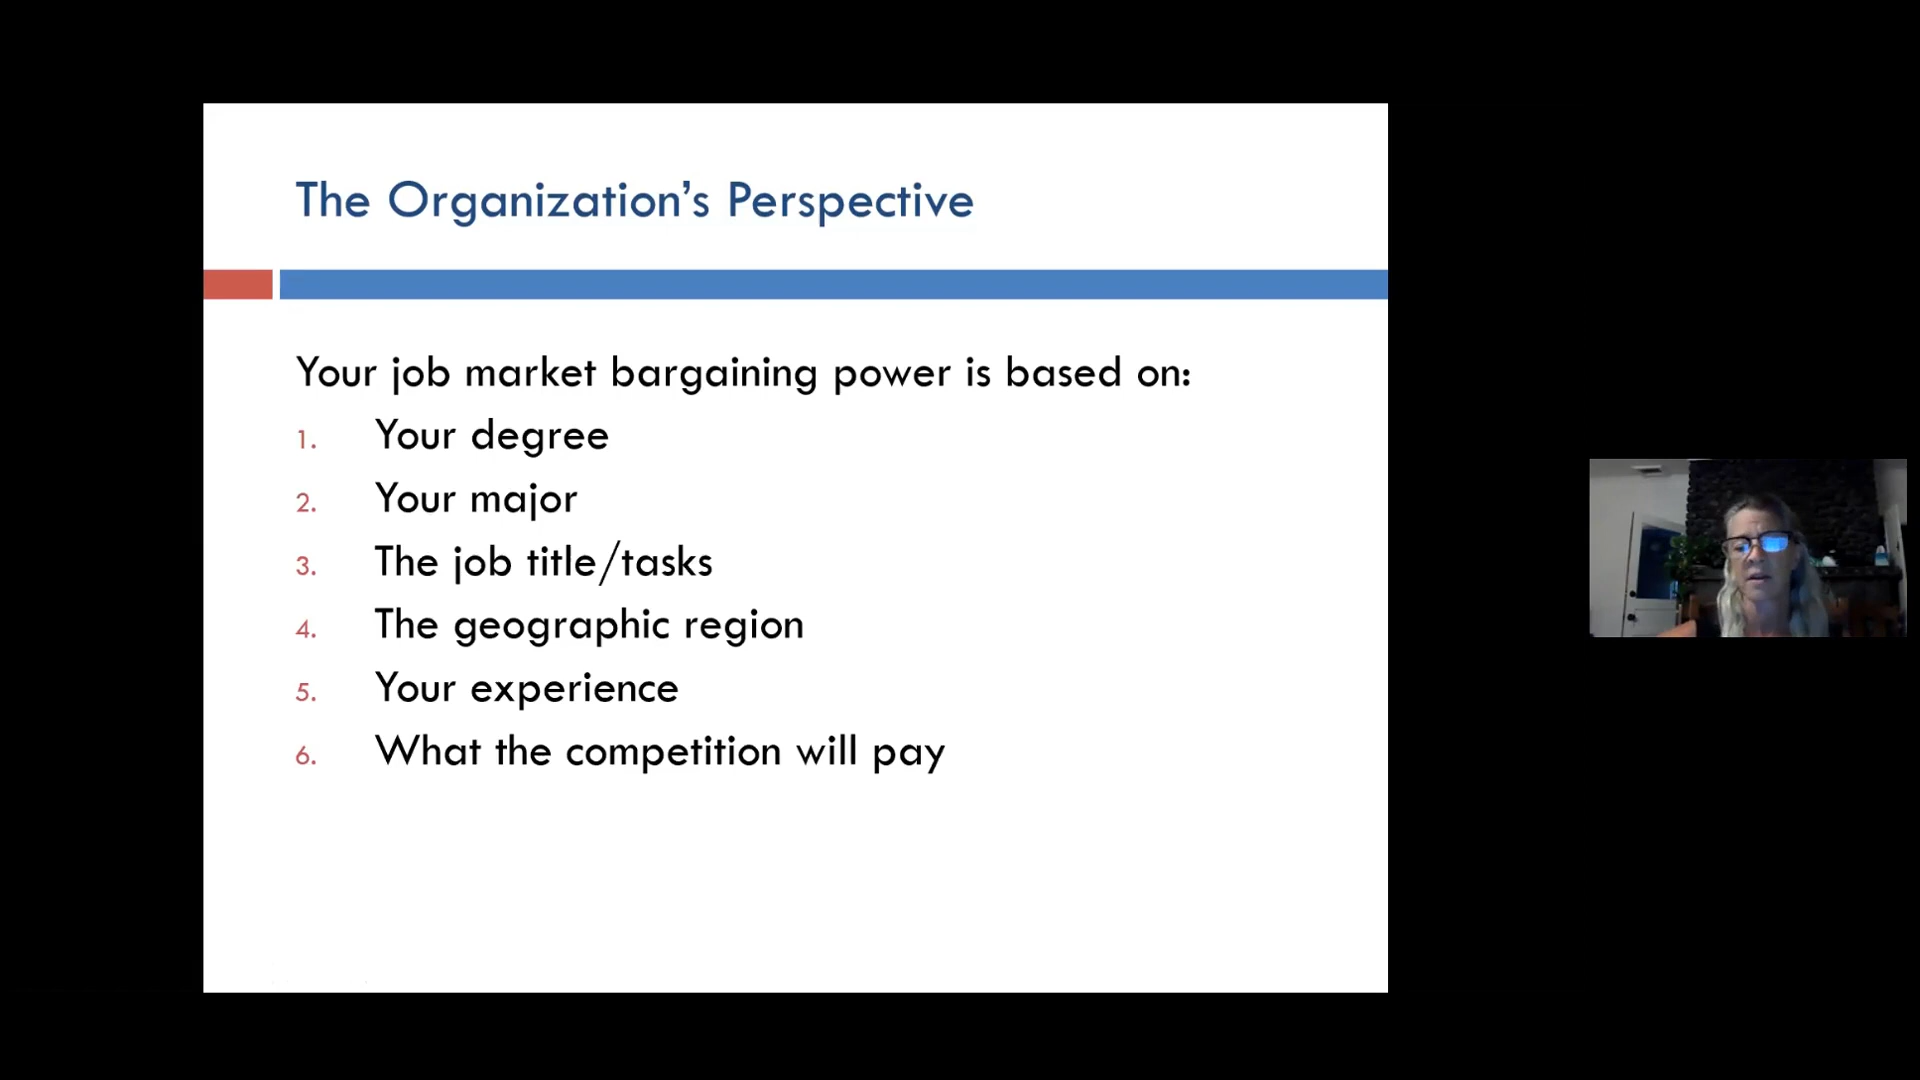 The Organization’s Perspective
Your job market bargaining power is based on:
1. Your degree
2. Your major
3. The job title/tasks
4. The geographic region
5. Your experience
6. What the competition will pay